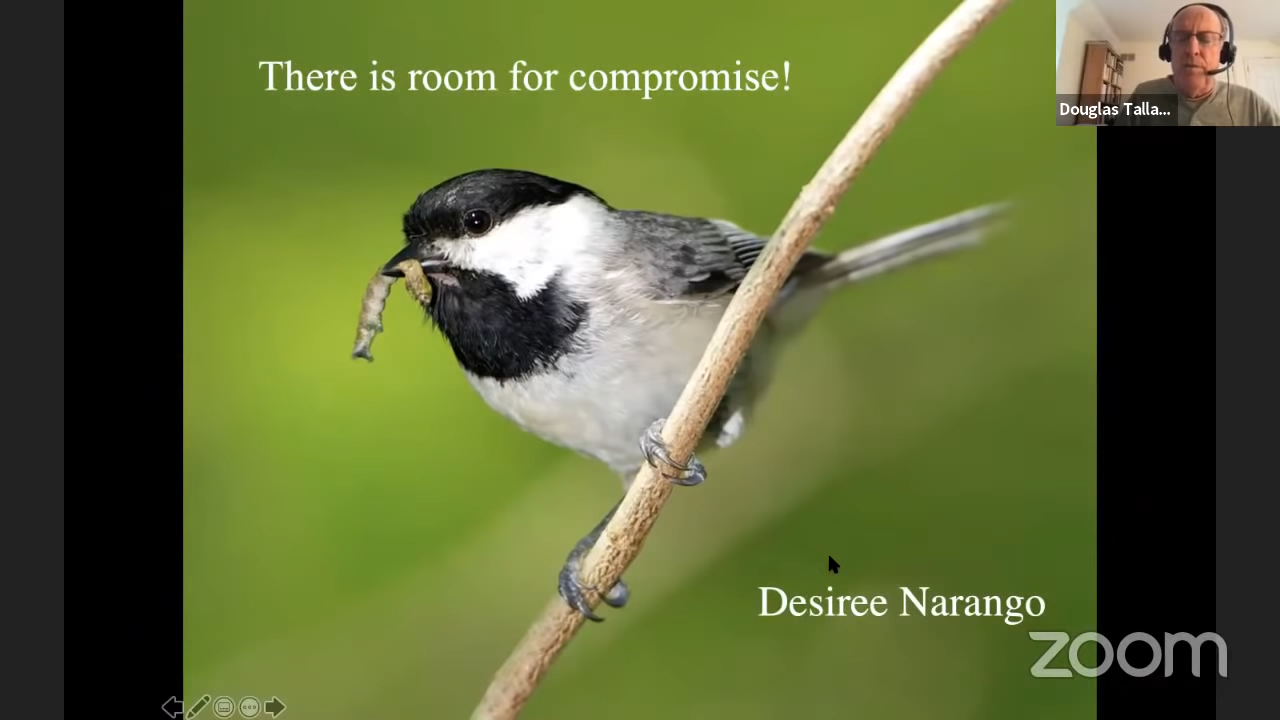 There is room for compromise!
Douglas Talla...
Desiree Narango
zoom